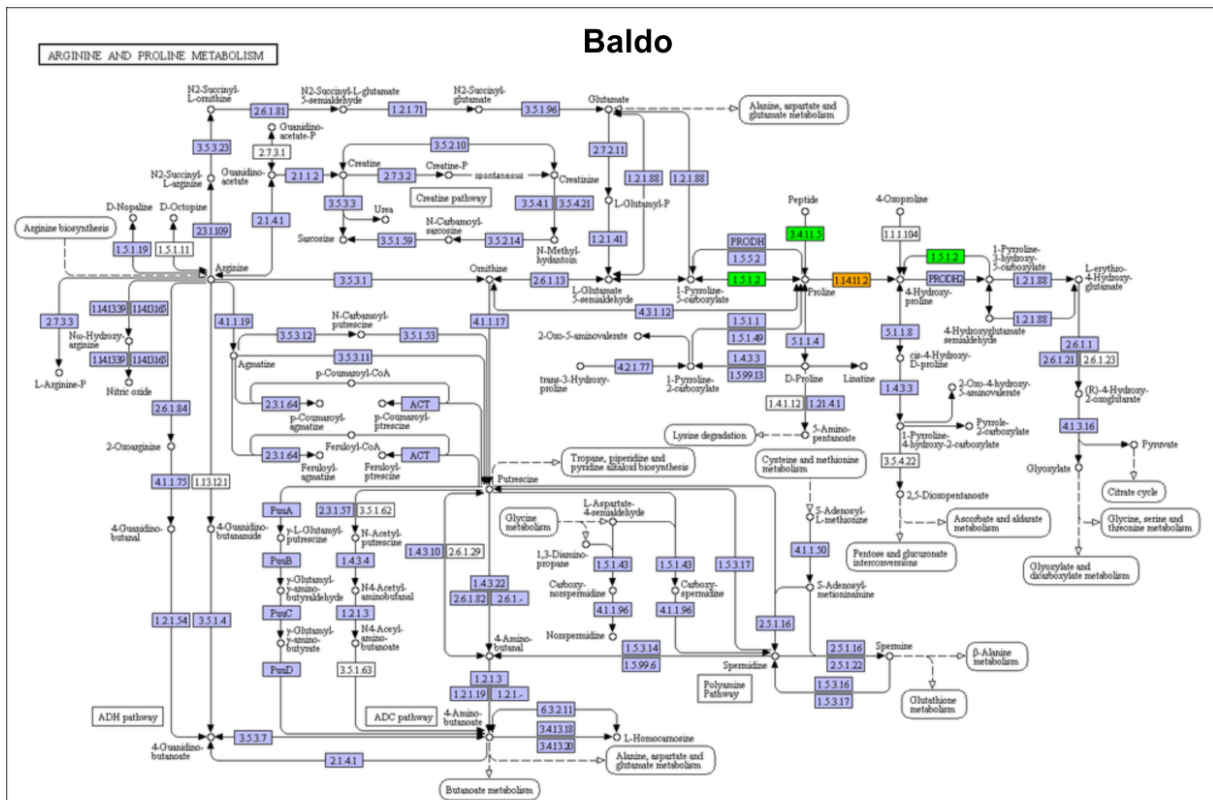 Baldo
ARGININE AND PROLINE METABOLISM
N2-Succinyl-
L-ornithine
2.6.1.81
N2-Succinyl-L-glutamate
5-semialdehyde
1.2.1.71
N2-Succinyl-
glutamate
3.5.1.96
Glutamate
Alanine, aspartate and
glutamate metabolism
3.5.3.23
Guanidino-
acetate-P
2.7.3.1
3.5.2.10
2.7.2.11
N2-Succinyl-
L-arginine
Guanidino-
acetate
2.1.1.2
Creatine
2.7.3.2
Creatine-P
spontaneous
Creatinine
1.2.1.88
1.2.1.88
Creatine pathway
3.5.3.3
Urea
3.5.4.1
3.5.4.21
L-Glutamyl-P
Peptide
4-Oxoproline
D-Nopaline
D-Octopine
2.1.4.1
Arginine biosynthesis
2.3.1.109
1.5.1.19
1.5.1.11
Sarcosine
3.5.1.59
N-Carbamoyl-
sarcosine
3.5.2.14
N-Methyl-
hydantoin
1.2.1.41
PRODH
1.5.5.2
3.4.11.5
1.1.1.104
1.5.1.2
1-Pyrroline-
3-hydroxy-
5-carboxylate
L-erythro-
4-Hydroxy-
glutamate
Arginine
3.5.3.1
Ornithine
2.6.1.13
L-Glutamate
5-semialdehyde
1-Pyrroline-
5-carboxylate
1.5.1.2
Proline
1.14.11.2
4-Hydroxy-
proline
PRODH2
1.2.1.88
4.3.1.12
1.2.1.88
4-Hydroxyglutamate
semialdehyde
2.7.3.3
1.14.13.39
1.14.13.165
Nω-Hydroxy-
arginine
1.14.13.39
1.14.13.165
Nitric oxide
L-Arginine-P
4.1.1.19
4.1.1.17
N-Carbamoyl-
putrescine
3.5.3.12
3.5.1.53
Agmatine
3.5.3.11
2-Oxo-5-aminovalerate
1.5.1.1
1.5.1.49
5.1.1.4
5.1.1.8
2.6.1.1
2.6.1.21
2.6.1.23
trans-3-Hydroxy-
proline
4.2.1.77
1-Pyrroline-
2-carboxylate
1.4.3.3
1.5.99.13
D-Proline
Linatine
cis-4-Hydroxy-
D-proline
1.4.3.3
2-Oxo-4-hydroxy-
5-aminovalerate
(R)-4-Hydroxy-
2-oxoglutarate
p-Coumaroyl-CoA
2.3.1.64
p-Coumaroyl-
agmatine
p-Coumaroyl-
ptrescine
ACT
1.4.1.12
1.21.4.1
5-Amino-
pentanoate
Lysine degradation
1-Pyrroline-
4-hydroxy-2-carboxylate
Pyrrole-
2-carboxylate
4.1.3.16
Pyruvate
2.6.1.84
2-Oxoarginine
Feruloyl-CoA
2.3.1.64
Feruloyl-
agmatine
Feruloyl-
ptrescine
ACT
Tropane, piperidine and
pyridine alkaloid biosynthesis
Cysteine and methionine
metabolism
3.5.4.22
Glyoxylate
Citrate cycle
4.1.1.75
1.13.12.1
Putrescine
2,5-Dioxopentanoate
Ascorbate and aldarate metabolism
Glycine, serine and
threonine metabolism
PuuA
2.3.1.57
3.5.1.62
L-Aspartate-
4-semialdehyde
Glycine
metabolism
S-Adenosyl-
L-methionine
Pentose and glucuronate
interconversions
Glyoxylate and
dicarboxylate metabolism
4-Guanidino-
butanal
4-Guanidino-
butanamide
γ-L-Glutamyl-
putrescine
N-Acetyl-
putrescine
1.4.3.10
2.6.1.29
1,3-Diamino-
propane
1.5.1.43
1.5.1.43
1.5.3.17
4.1.1.50
PuuB
1.4.3.4
γ-Glutamyl-
γ-amino-
butyraldehyde
N4-Acetyl-
aminobutanal
1.4.3.22
2.6.1.82
2.6.1.-
Carboxy-
norspermidine
Carboxy-
spermidine
S-Adenosyl-
metioninamine
4.1.1.96
4.1.1.96
1.2.1.54
3.5.1.4
PuuC
1.2.1.3
γ-Glutamyl-
γ-amino-
butyrate
N4-Aceyl-
amino-
butanoate
Norspermidine
2.5.1.16
4-Amino-
butanal
1.5.3.14
1.5.99.6
Spermidine
2.5.1.16
2.5.1.22
Spermine
β-Alanine
metabolism
PuuD
3.5.1.63
1.2.1.3
1.2.1.19
1.2.1.-
Polyamine
Pathway
1.5.3.16
1.5.3.17
Glutathione
metabolism
ADH pathway
ADC pathway
4-Amino-
butanoate
6.3.2.11
3.4.13.18
3.4.13.20
L-Homocarnosine
4-Guanidino-
butanoate
3.5.3.7
2.1.4.1
Alanine, aspartate and
glutamate metabolism
Butanoate metabolism